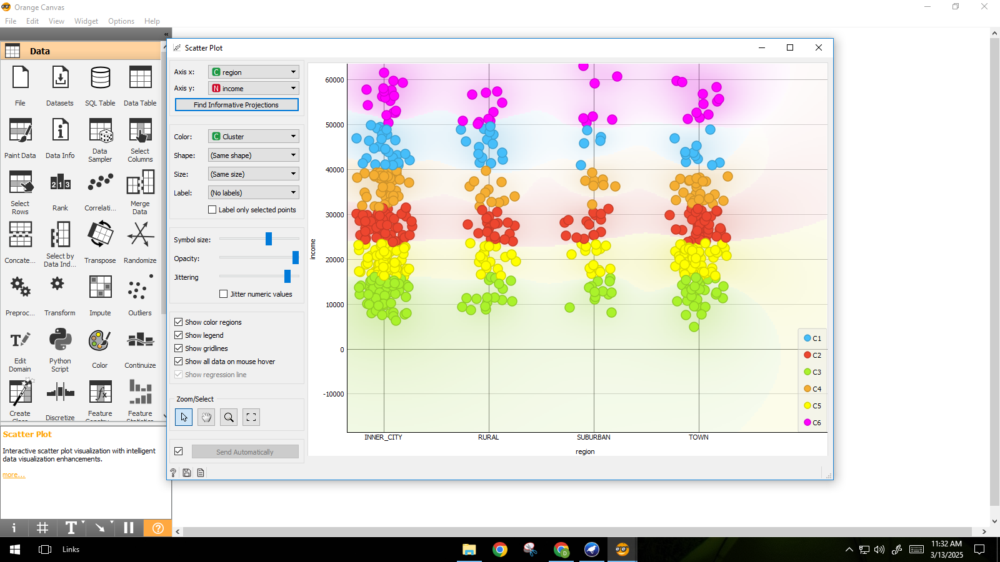 Orange Canvas
File Edit View Widget Options Help
«
Data
File Datasets SQL Table Data Table
Paint Data Data Info Data Sampler Select Columns
Select Rows Rank Correlati... Merge Data
Concate... Select by Data Ind... Transpose Randomize
Preproc... Transform Impute Outliers
Edit Domain Python Script Color Continuize
Create Discretize Feature Feature
Scatter Plot
Interactive scatter plot visualization with intelligent
data visualization enhancements.
more...
Scatter Plot
Axis x: C region
Axis y: N income
Find Informative Projections
Color: C Cluster
Shape: (Same shape)
Size: (Same size)
Label: (No labels)
Label only selected points
Symbol size:
Opacity:
Jittering
Jitter numeric values
Show color regions
Show legend
Show gridlines
Show all data on mouse hover
Show regression line
Zoom/Select
Send Automatically
60000
50000
40000
30000
20000
10000
0
-10000
income
INNER_CITY RURAL SUBURBAN TOWN
region
C1
C2
C3
C4
C5
C6
Links
11:32 AM
3/13/2025